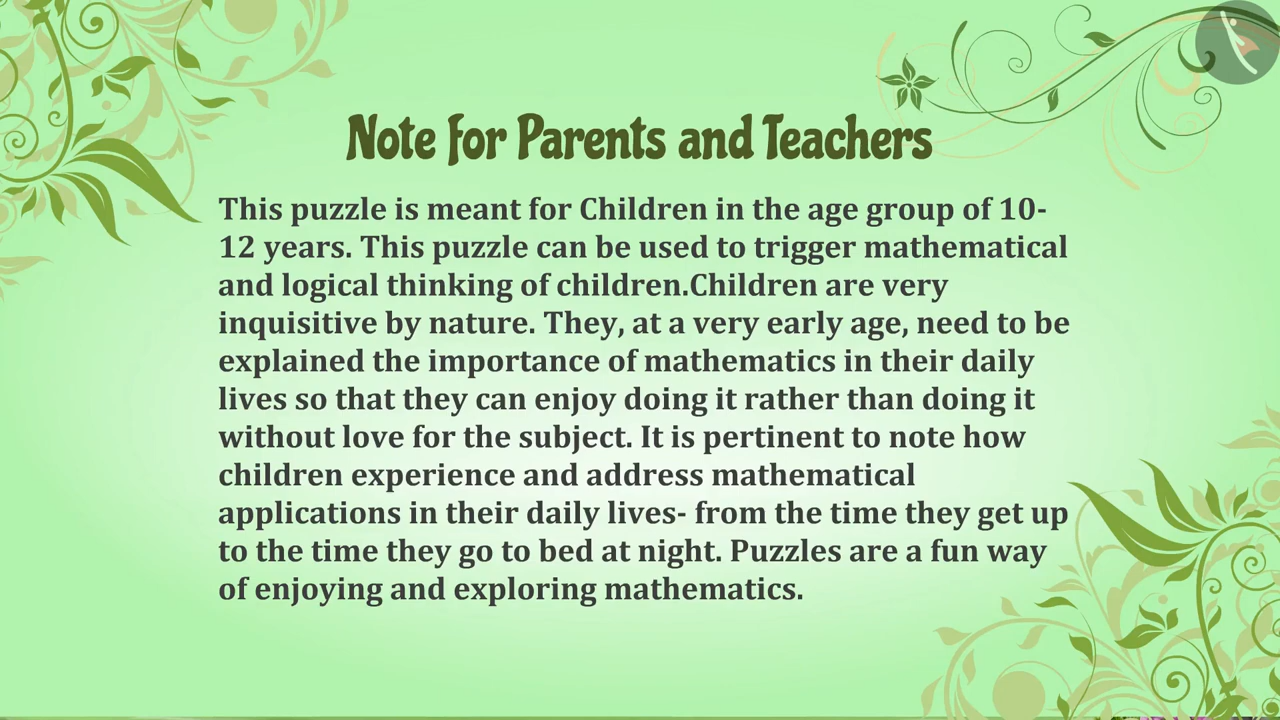 Note for Parents and Teachers
This puzzle is meant for Children in the age group of 10-
12 years. This puzzle can be used to trigger mathematical
and logical thinking of children.Children are very
inquisitive by nature. They, at a very early age, need to be
explained the importance of mathematics in their daily
lives so that they can enjoy doing it rather than doing it
without love for the subject. It is pertinent to note how
children experience and address mathematical
applications in their daily lives- from the time they get up
to the time they go to bed at night. Puzzles are a fun way
of enjoying and exploring mathematics.